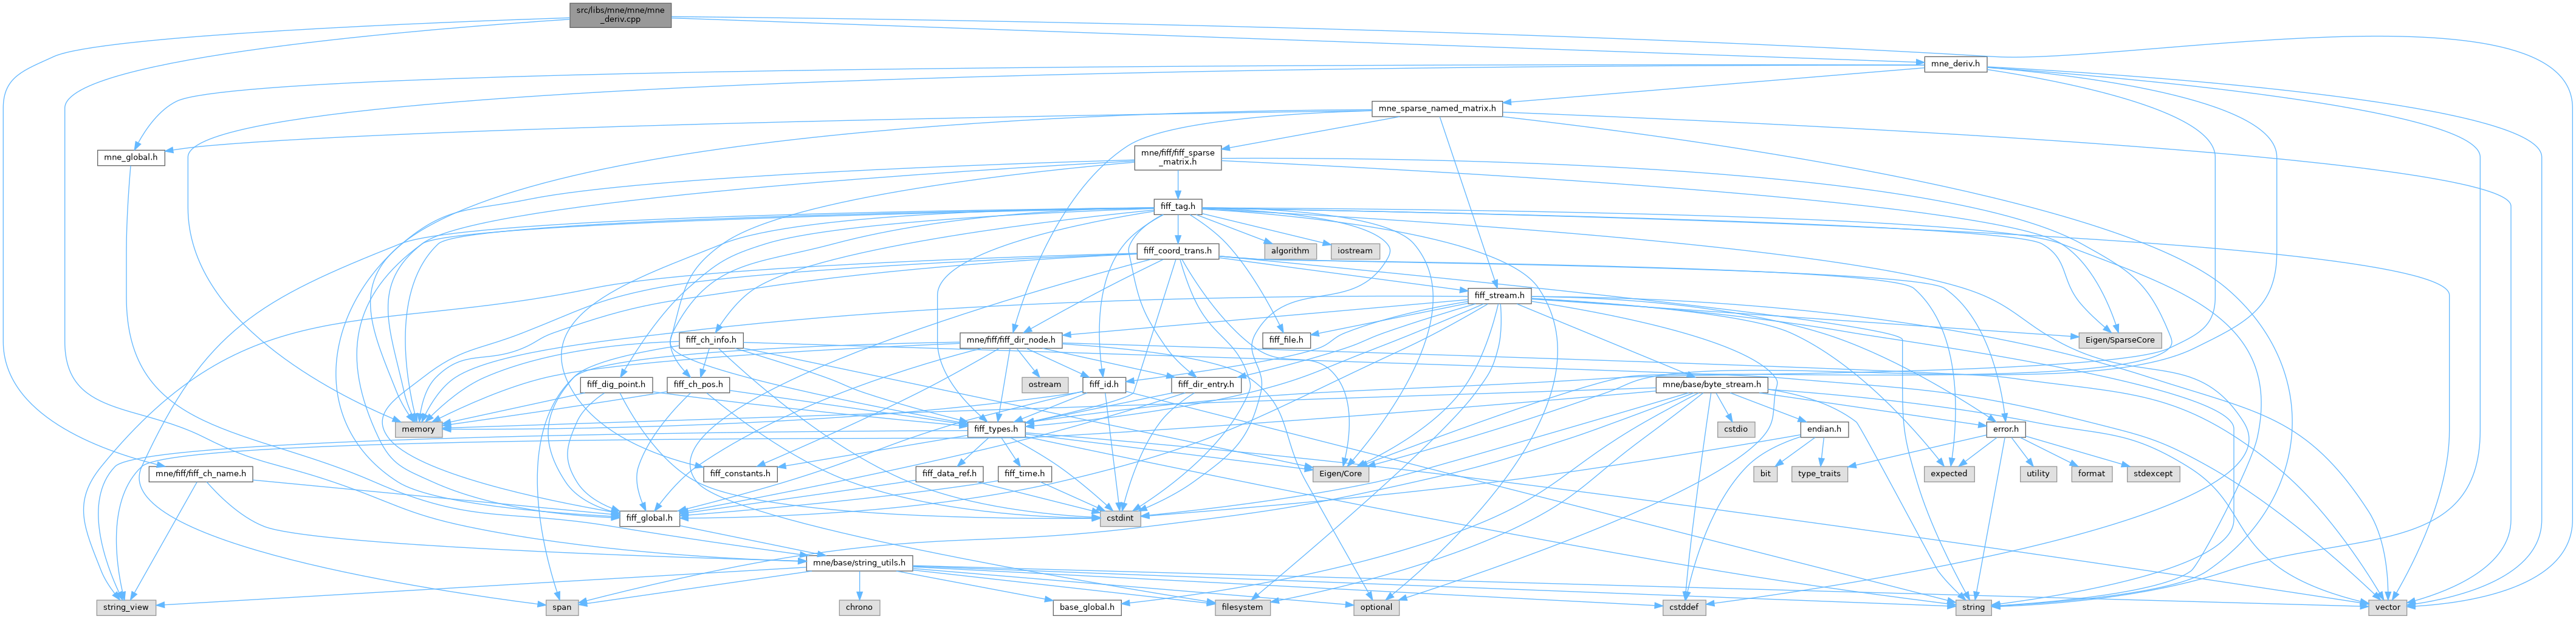 src/libs/mne/mne/mne
_deriv.cpp
mne_deriv.h
mne_sparse_named_matrix.h
mne_global.h
mne/fiff/fiff_sparse
_matrix.h
fiff_tag.h
fiff_coord_trans.h
algorithm
iostream
fiff_stream.h
fiff_ch_info.h
mne/fiff/fiff_dir_node.h
fiff_file.h
Eigen/SparseCore
fiff_dig_point.h
fiff_ch_pos.h
ostream
fiff_id.h
fiff_dir_entry.h
mne/base/byte_stream.h
memory
fiff_types.h
cstdio
endian.h
error.h
mne/fiff/fiff_ch_name.h
fiff_constants.h
fiff_data_ref.h
fiff_time.h
Eigen/Core
bit
type_traits
expected
utility
format
stdexcept
fiff_global.h
cstdint
mne/base/string_utils.h
string_view
span
chrono
base_global.h
filesystem
optional
cstddef
string
vector